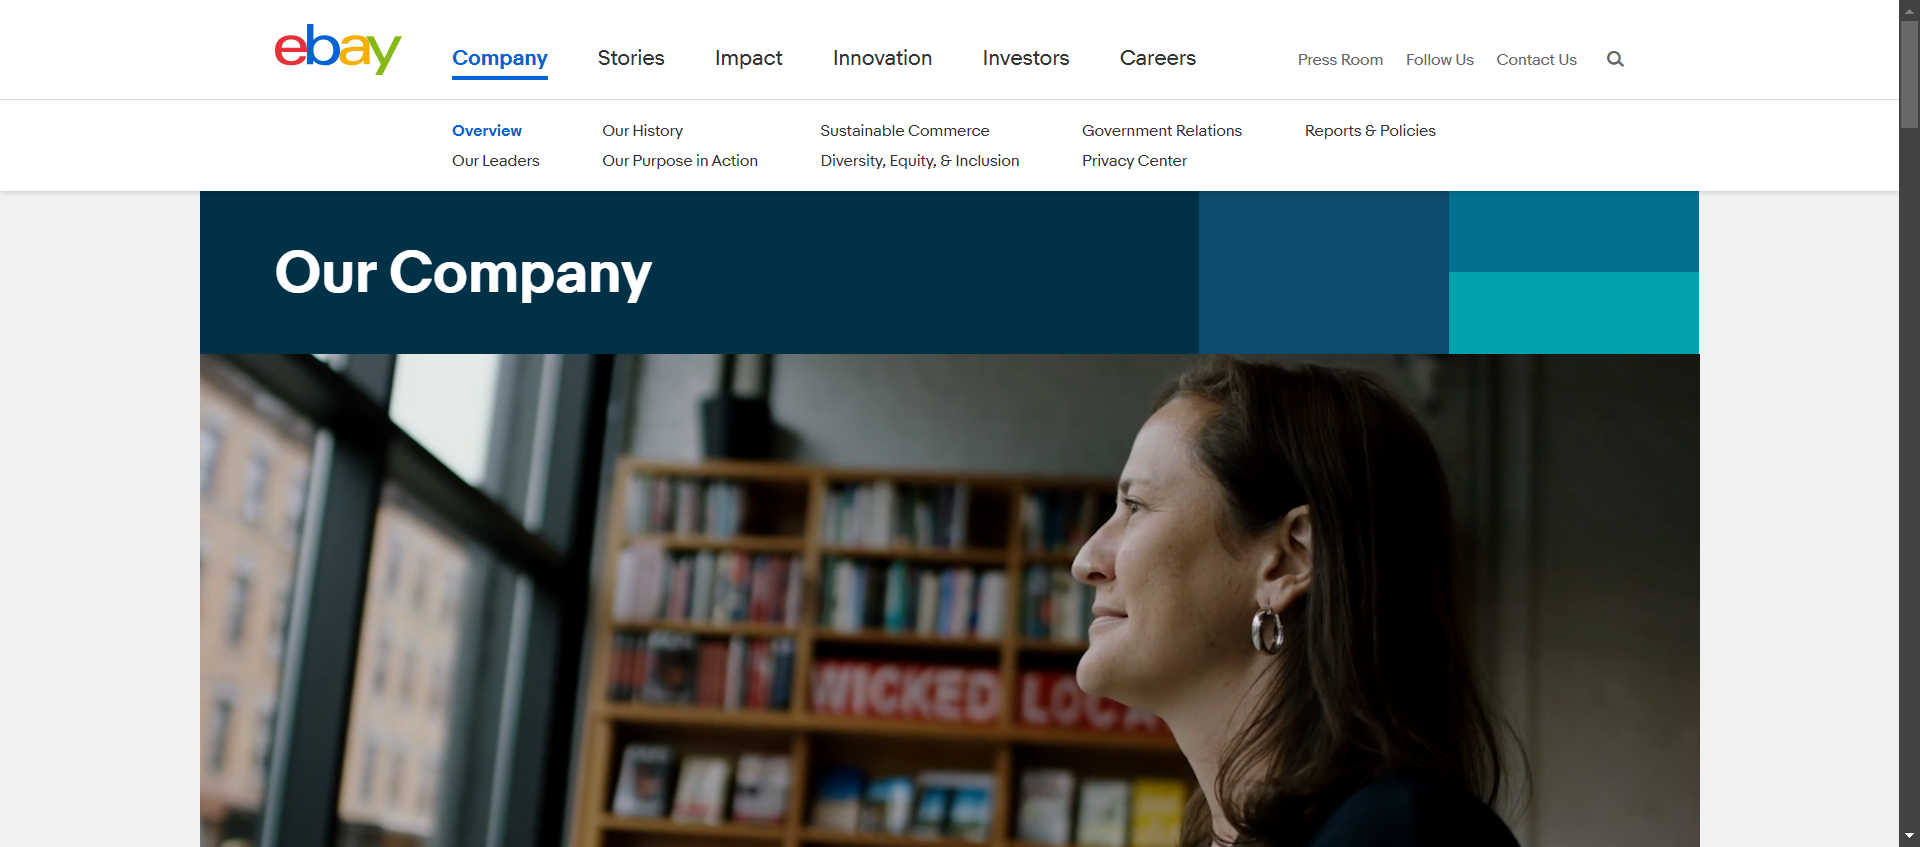 ebay
Company Stories Impact Innovation Investors Careers Press Room Follow Us Contact Us
Overview Our History Sustainable Commerce Government Relations Reports & Policies
Our Leaders Our Purpose in Action Diversity, Equity, & Inclusion Privacy Center
Our Company
WICKED LOCA